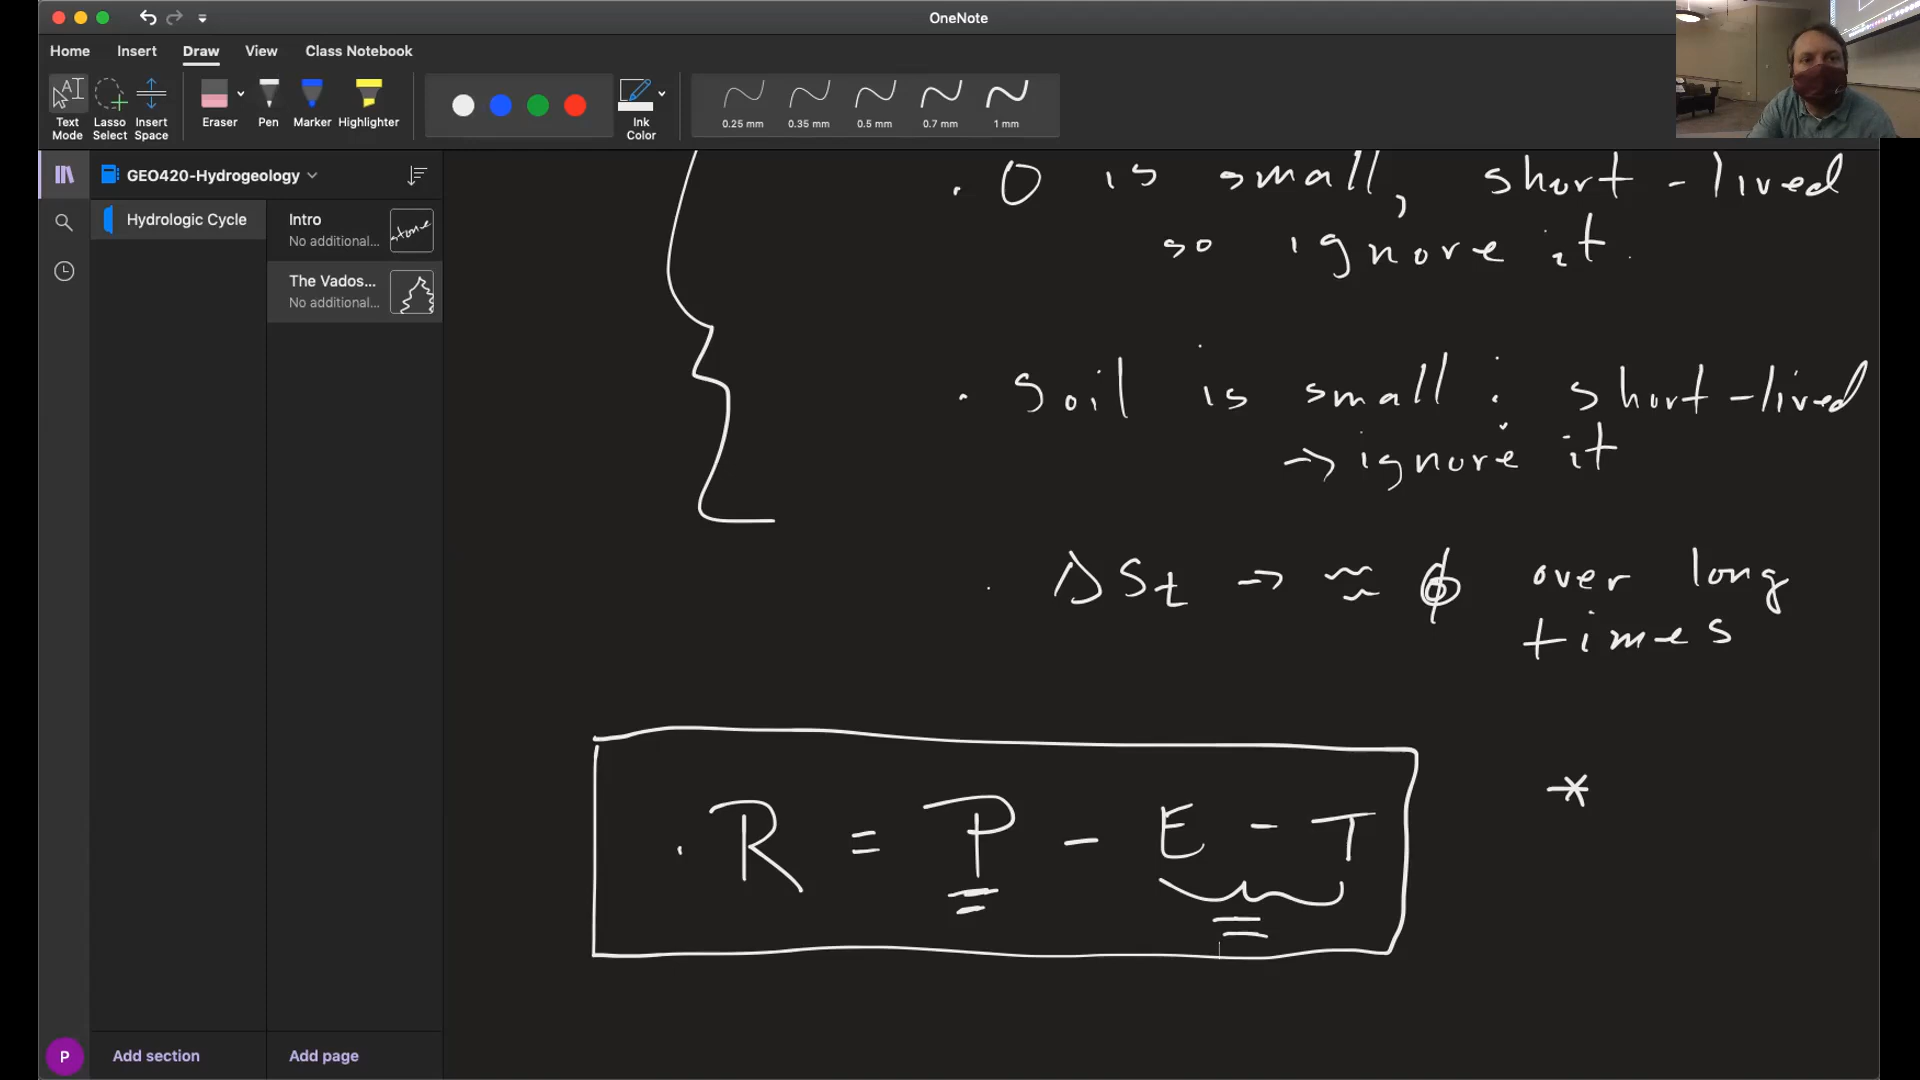 OneNote
Home Insert Draw View Class Notebook
Text Mode
Lasso Select
Insert Space
Eraser
Pen
Marker
Highlighter
Ink Color
0.25 mm 0.35 mm 0.5 mm 0.7 mm 1 mm
GEO420-Hydrogeology
Hydrologic Cycle
Intro
No additional...
stone
The Vados...
No additional...
. O is small, short-lived
so ignore it.
. Soil is small ; short-lived
→ ignore it
. ΔSt → ≈ ϕ over long
times
. R = P - E - T *
P
Add section
Add page